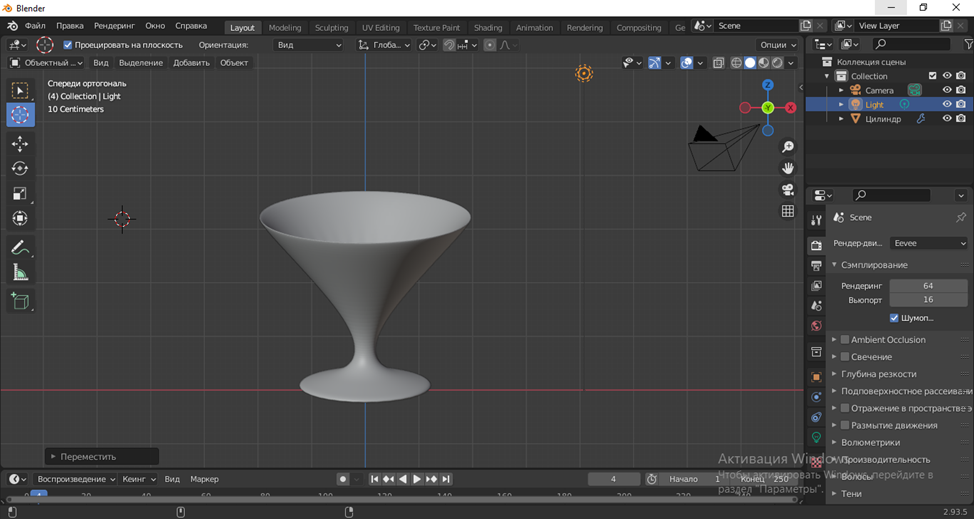 Blender
Файл Правка Рендеринг Окно Справка Layout Modeling Sculpting UV Editing Texture Paint Shading Animation Rendering Compositing Ge Scene View Layer
Проецировать на плоскость Ориентация: Вид Глоба... Опции
Объектный ... Вид Выделение Добавить Объект
Спереди ортогональ
(4) Collection | Light
10 Centimeters
Z
X
Y
Коллекция сцены
Collection
Camera
Light
Цилиндр
Scene
Рендер-дви... Eevee
Сэмплирование
Рендеринг 64
Вьюпорт 16
Шумоп...
Ambient Occlusion
Свечение
Глубина резкости
Подповерхностное рассеивани
Отражение в пространстве э
Размытие движения
Волюметрики
Производительность
Волосы
Тени
Переместить
Активация Windows
Чтобы активировать Windows, перейдите в
раздел "Параметры".
Воспроизведение Кеинг Вид Маркер 4 Начало 1 Конец 250
0 4 20 40 60 80 100 120 140 160 180 200 220 240
2.93.5